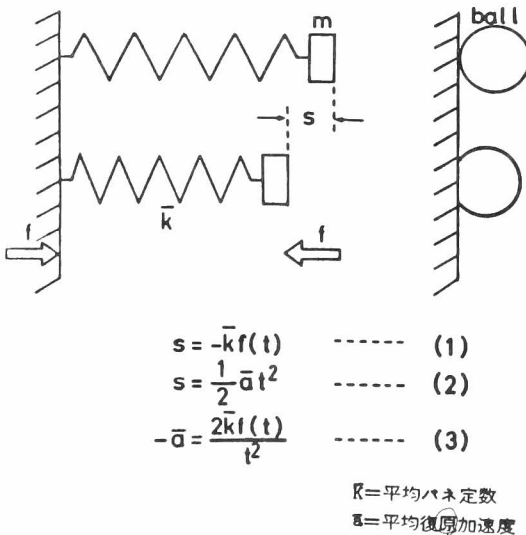 m
ball
s
k̄
f
f
s = -k̄f(t) ------ (1)
s = 1/2 āt² ------ (2)
-ā = 2k̄f(t)/t² ------ (3)
k̄=平均バネ定数
ā=平均復原加速度